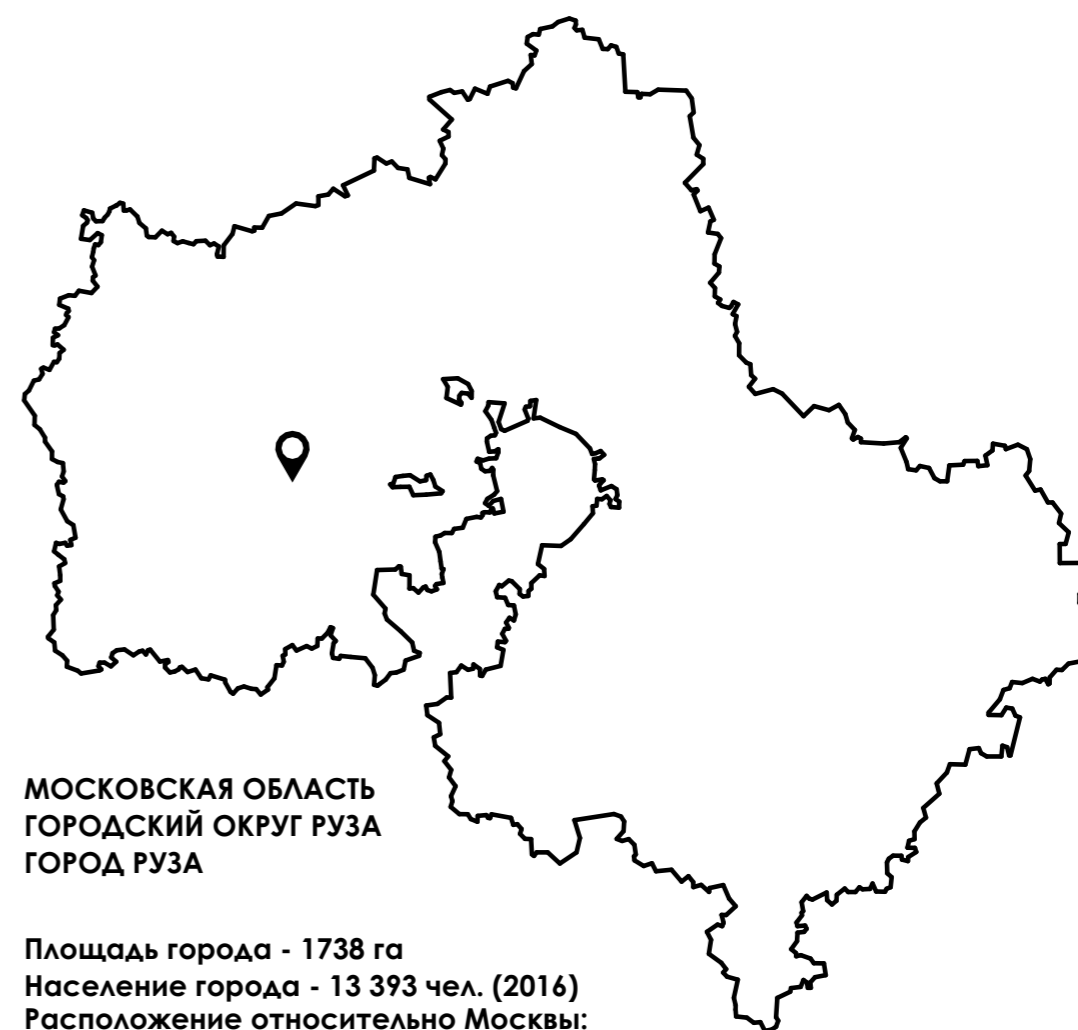 МОСКОВСКАЯ ОБЛАСТЬ
ГОРОДСКИЙ ОКРУГ РУЗА
ГОРОД РУЗА
Площадь города - 1738 га
Население города - 13 393 чел. (2016)
Расположение относительно Москвы: